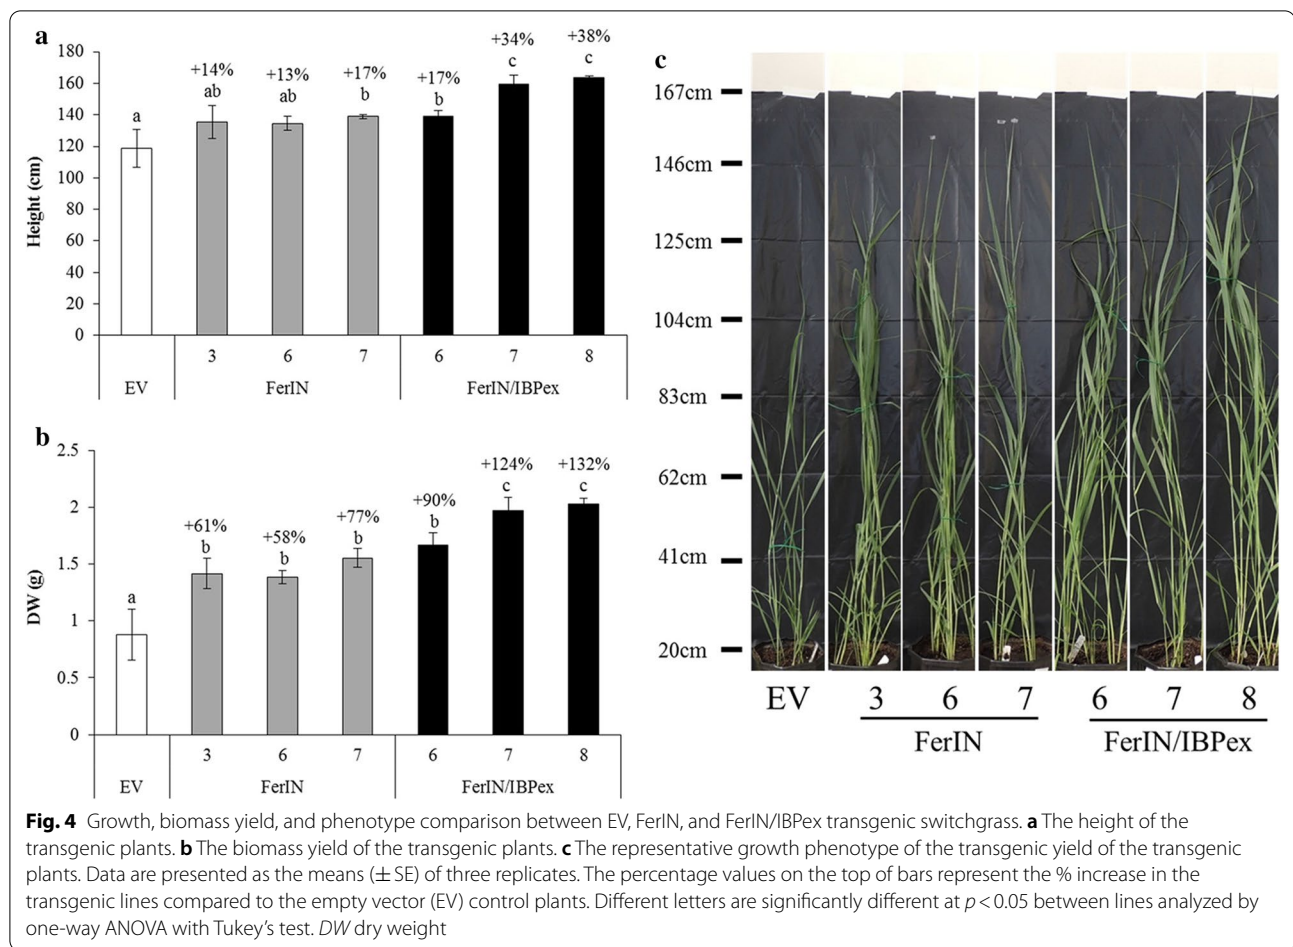 a
180
160
140
120
100
80
60
40
20
0
Height (cm)
a
+14%
ab
+13%
ab
+17%
b
+17%
b
+34%
c
+38%
c
3 6 7 6 7 8
EV FerIN FerIN/IBPex
b
2.5
2
1.5
1
0.5
0
DW (g)
a
+61%
b
+58%
b
+77%
b
+90%
b
+124%
c
+132%
c
3 6 7 6 7 8
EV FerIN FerIN/IBPex
c
167cm
146cm
125cm
104cm
83cm
62cm
41cm
20cm
EV 3 6 7 6 7 8
FerIN FerIN/IBPex
Fig. 4 Growth, biomass yield, and phenotype comparison between EV, FerIN, and FerIN/IBPex transgenic switchgrass. a The height of the
transgenic plants. b The biomass yield of the transgenic plants. c The representative growth phenotype of the transgenic yield of the transgenic
plants. Data are presented as the means (± SE) of three replicates. The percentage values on the top of bars represent the % increase in the
transgenic lines compared to the empty vector (EV) control plants. Different letters are significantly different at p < 0.05 between lines analyzed by
one-way ANOVA with Tukey's test. DW dry weight